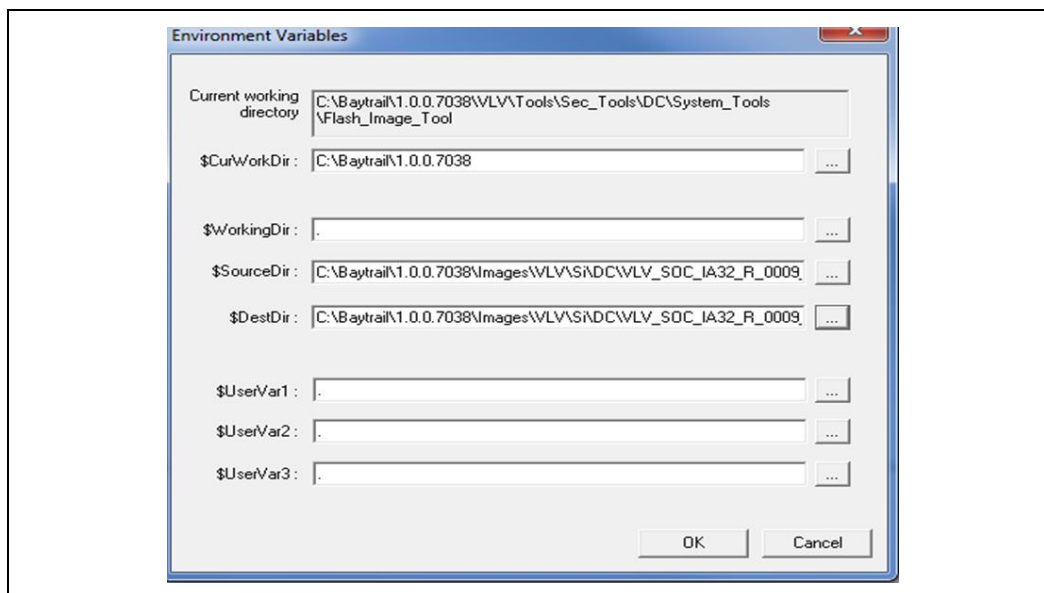 Environment Variables
Current working directory
C:\Baytrail\1.0.0.7038\VLV\Tools\Sec_Tools\DC\System_Tools
\Flash_Image_Tool
$CurWorkDir : C:\Baytrail\1.0.0.7038 ...
$WorkingDir : . ...
$SourceDir : C:\Baytrail\1.0.0.7038\Images\VLV\Si\DC\VLV_SOC_IA32_R_0009_ ...
$DestDir : C:\Baytrail\1.0.0.7038\Images\VLV\Si\DC\VLV_SOC_IA32_R_0009_ ...
$UserVar1 : . ...
$UserVar2 : . ...
$UserVar3 : . ...
OK Cancel